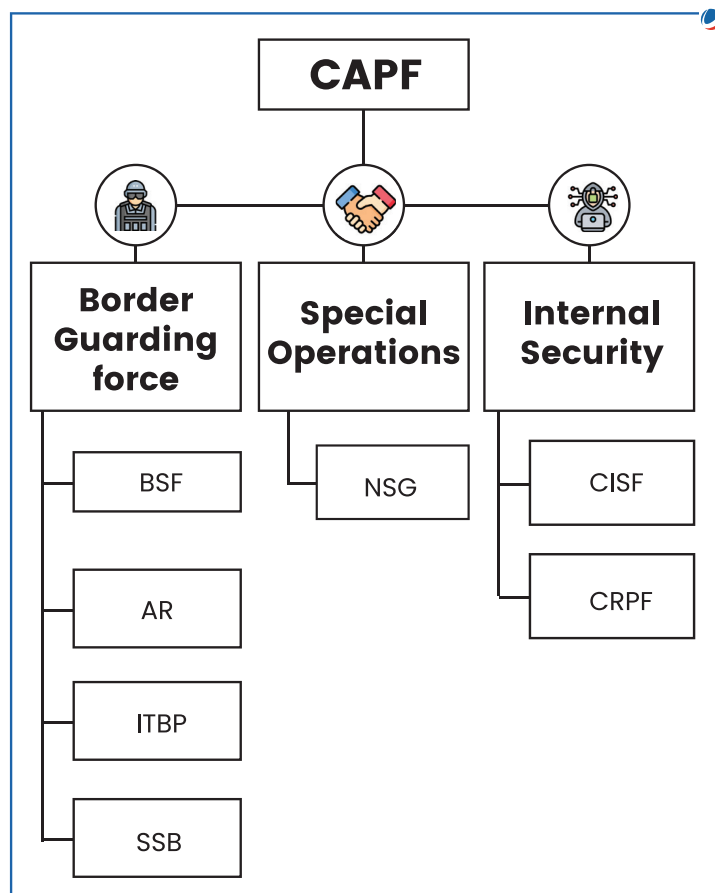 CAPF
Border
Guarding
force
BSF
AR
ITBP
SSB
Special
Operations
NSG
Internal
Security
CISF
CRPF